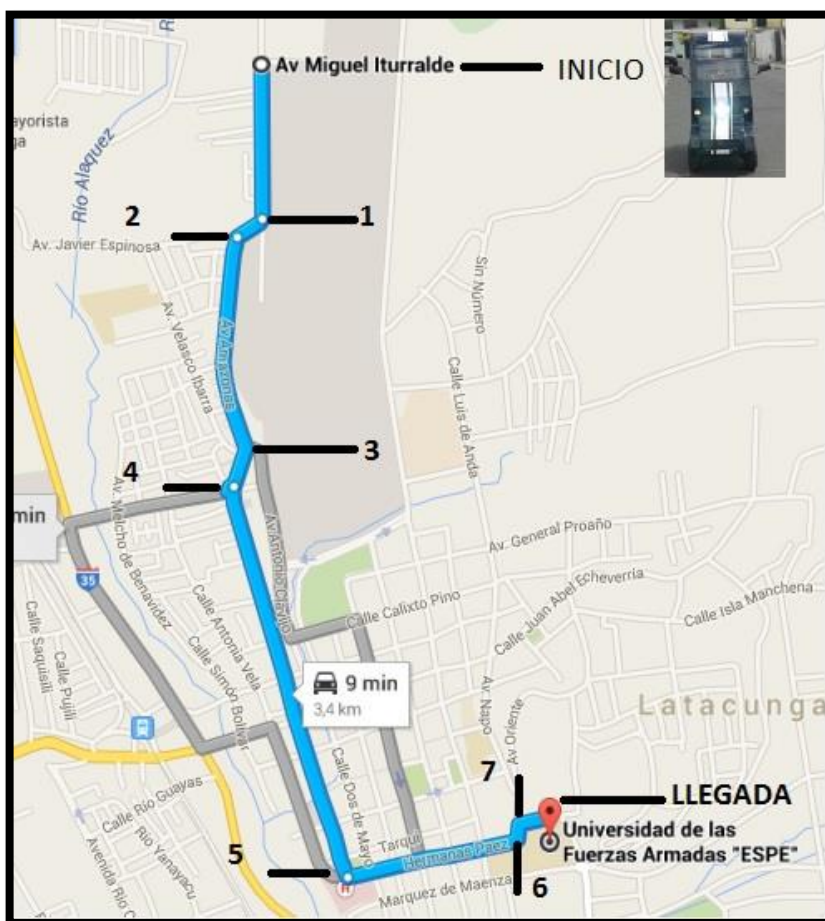 Av Miguel Iturralde
INICIO
ayorista
ga
Río Alaquez
2
1
Av. Javier Espinosa
Sin Número
Av. Velasco Ibarra
Av Amazonas
Calle Luis de Anda
3
4
min
Av. Melcho de Benavidez
Av Antonio Clavijo
Av. General Proaño
35
Calle Juan Abel Echeverría
Calle Isla Manchena
Calle Calixto Pino
Calle Saquisilí
Calle Pujilí
Calle Antonia Vela
Calle Simón Bolívar
9 min
3,4 km
Av. Napo
Av Oriente
Latacunga
Calle Dos de Mayo
7
LLEGADA
Calle Río Guayas
Río Yanayacu
Avenida Río C
Tarqui
Hermanas Paez
Universidad de las
Fuerzas Armadas "ESPE"
5
H
Marquez de Maenza
6